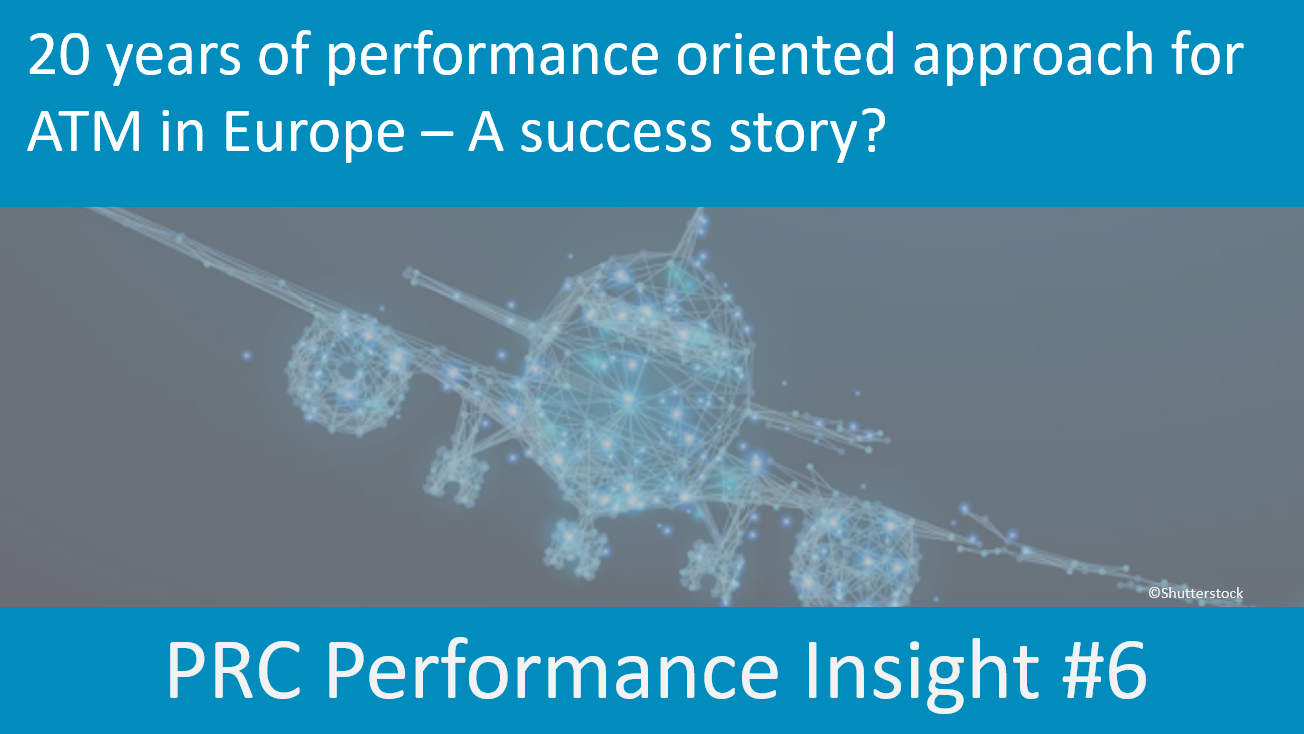 20 years of performance oriented approach for
ATM in Europe – A success story?
©Shutterstock
PRC Performance Insight #6